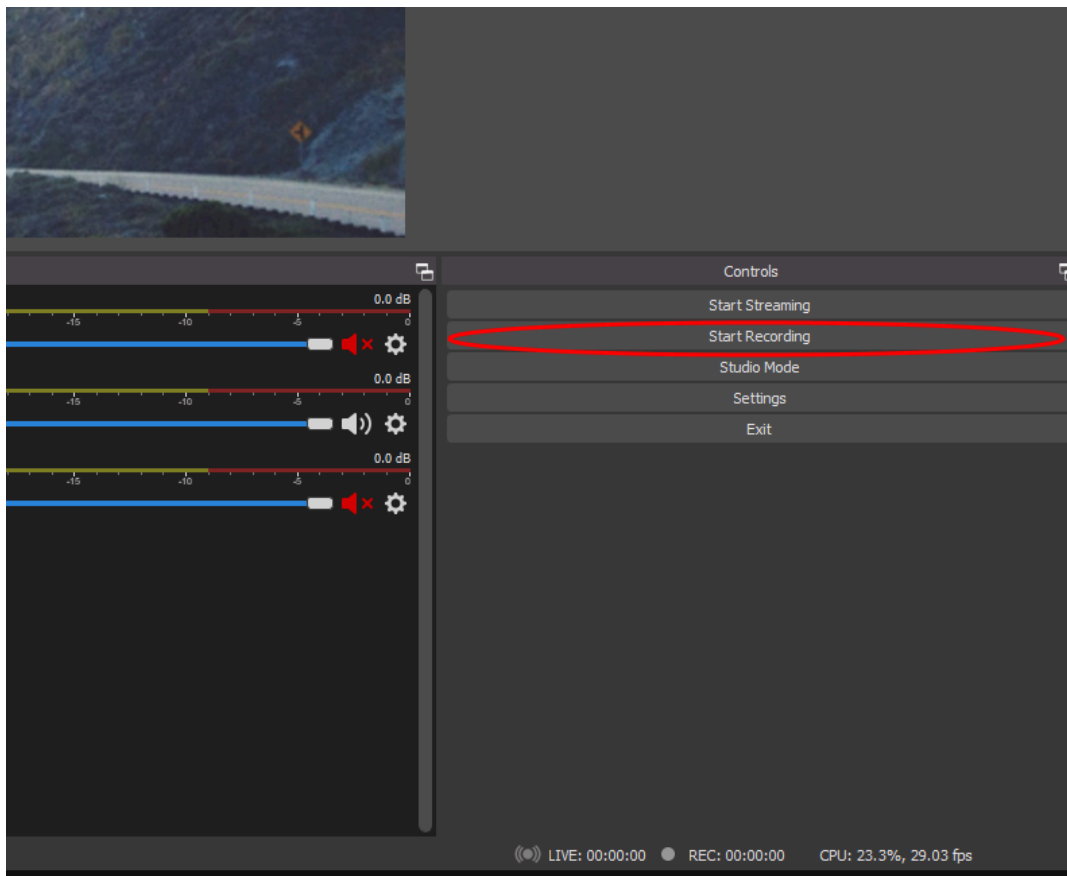 Controls
0.0 dB
-15 -10 -5 0
0.0 dB
-15 -10 -5 0
0.0 dB
-15 -10 -5 0
Start Streaming
Start Recording
Studio Mode
Settings
Exit
LIVE: 00:00:00 REC: 00:00:00 CPU: 23.3%, 29.03 fps